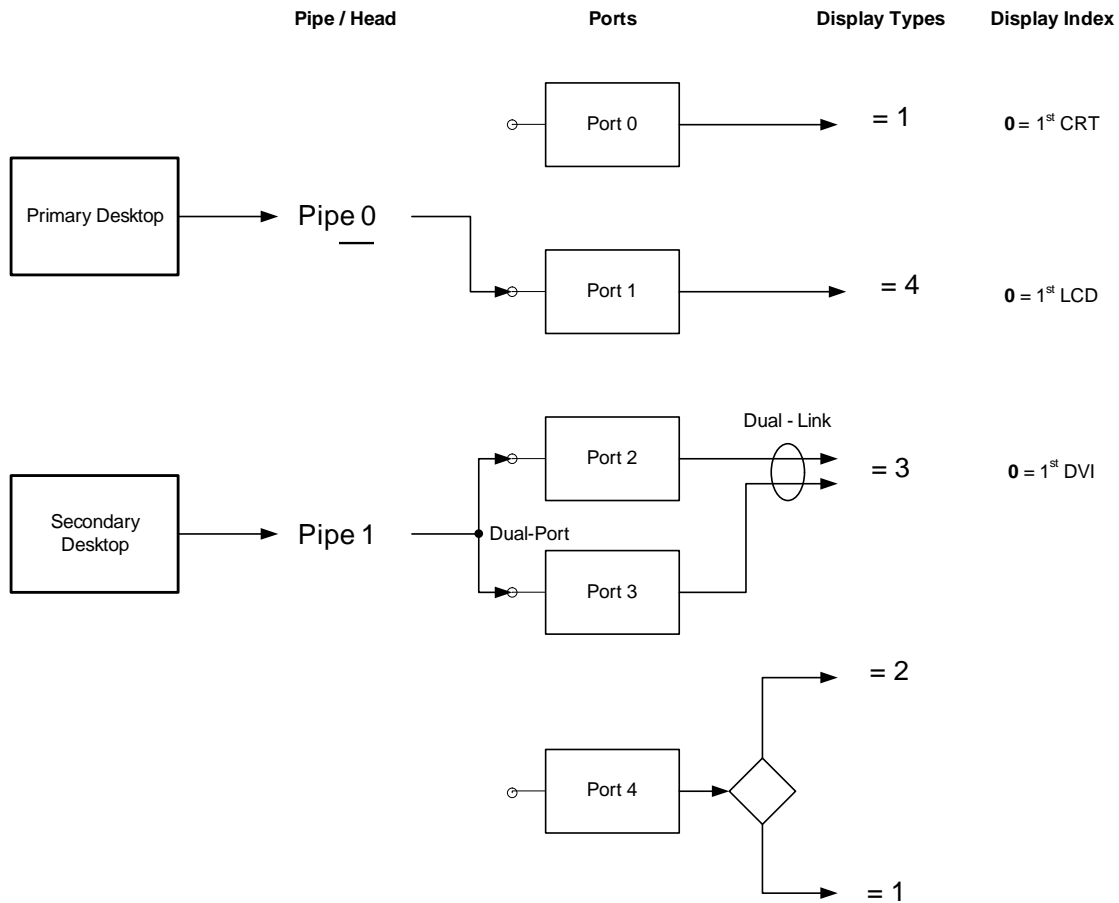 Pipe / Head Ports Display Types Display Index
Port 0 = 1 0 = 1st CRT
Primary Desktop Pipe 0
Port 1 = 4 0 = 1st LCD
Dual - Link
Port 2 = 3 0 = 1st DVI
Secondary
Desktop Pipe 1 Dual-Port
Port 3
= 2
Port 4
= 1